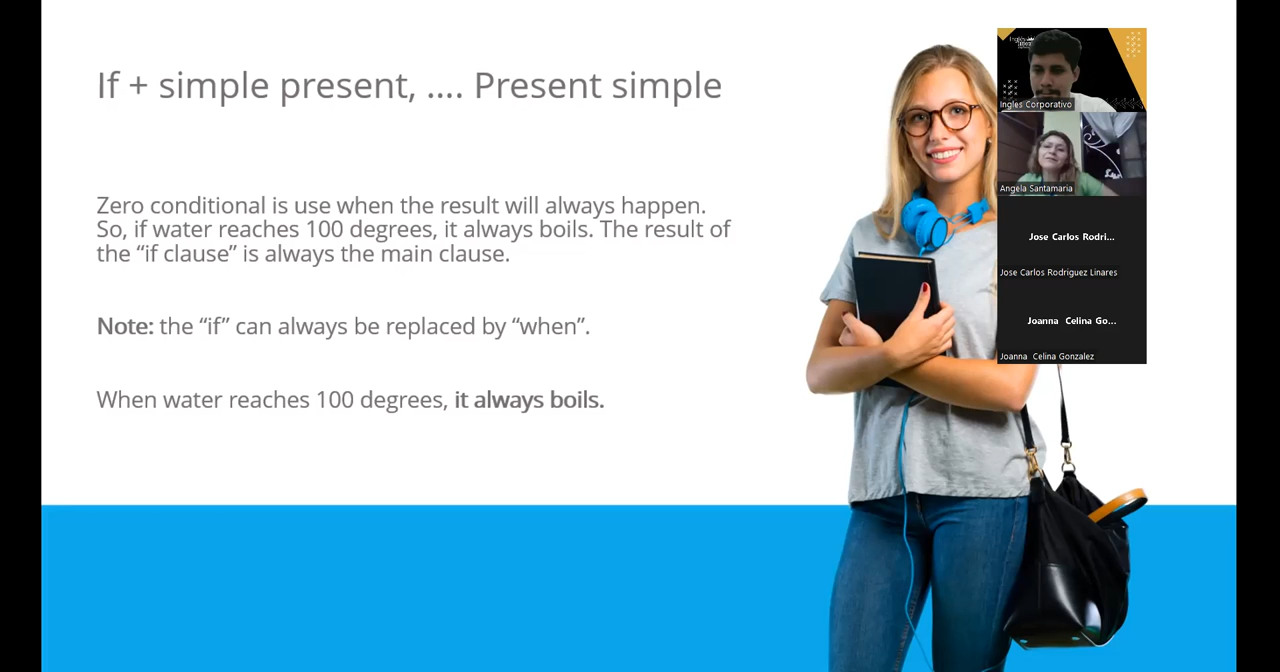 If + simple present, .... Present simple
Zero conditional is use when the result will always happen.
So, if water reaches 100 degrees, it always boils. The result of
the “if clause” is always the main clause.
Note: the “if” can always be replaced by “when”.
When water reaches 100 degrees, it always boils.
Ingles Corporativo
Angela Santamaria
Jose Carlos Rodri...
Jose Carlos Rodriguez Linares
Joanna Celina Go...
Joanna Celina Gonzalez